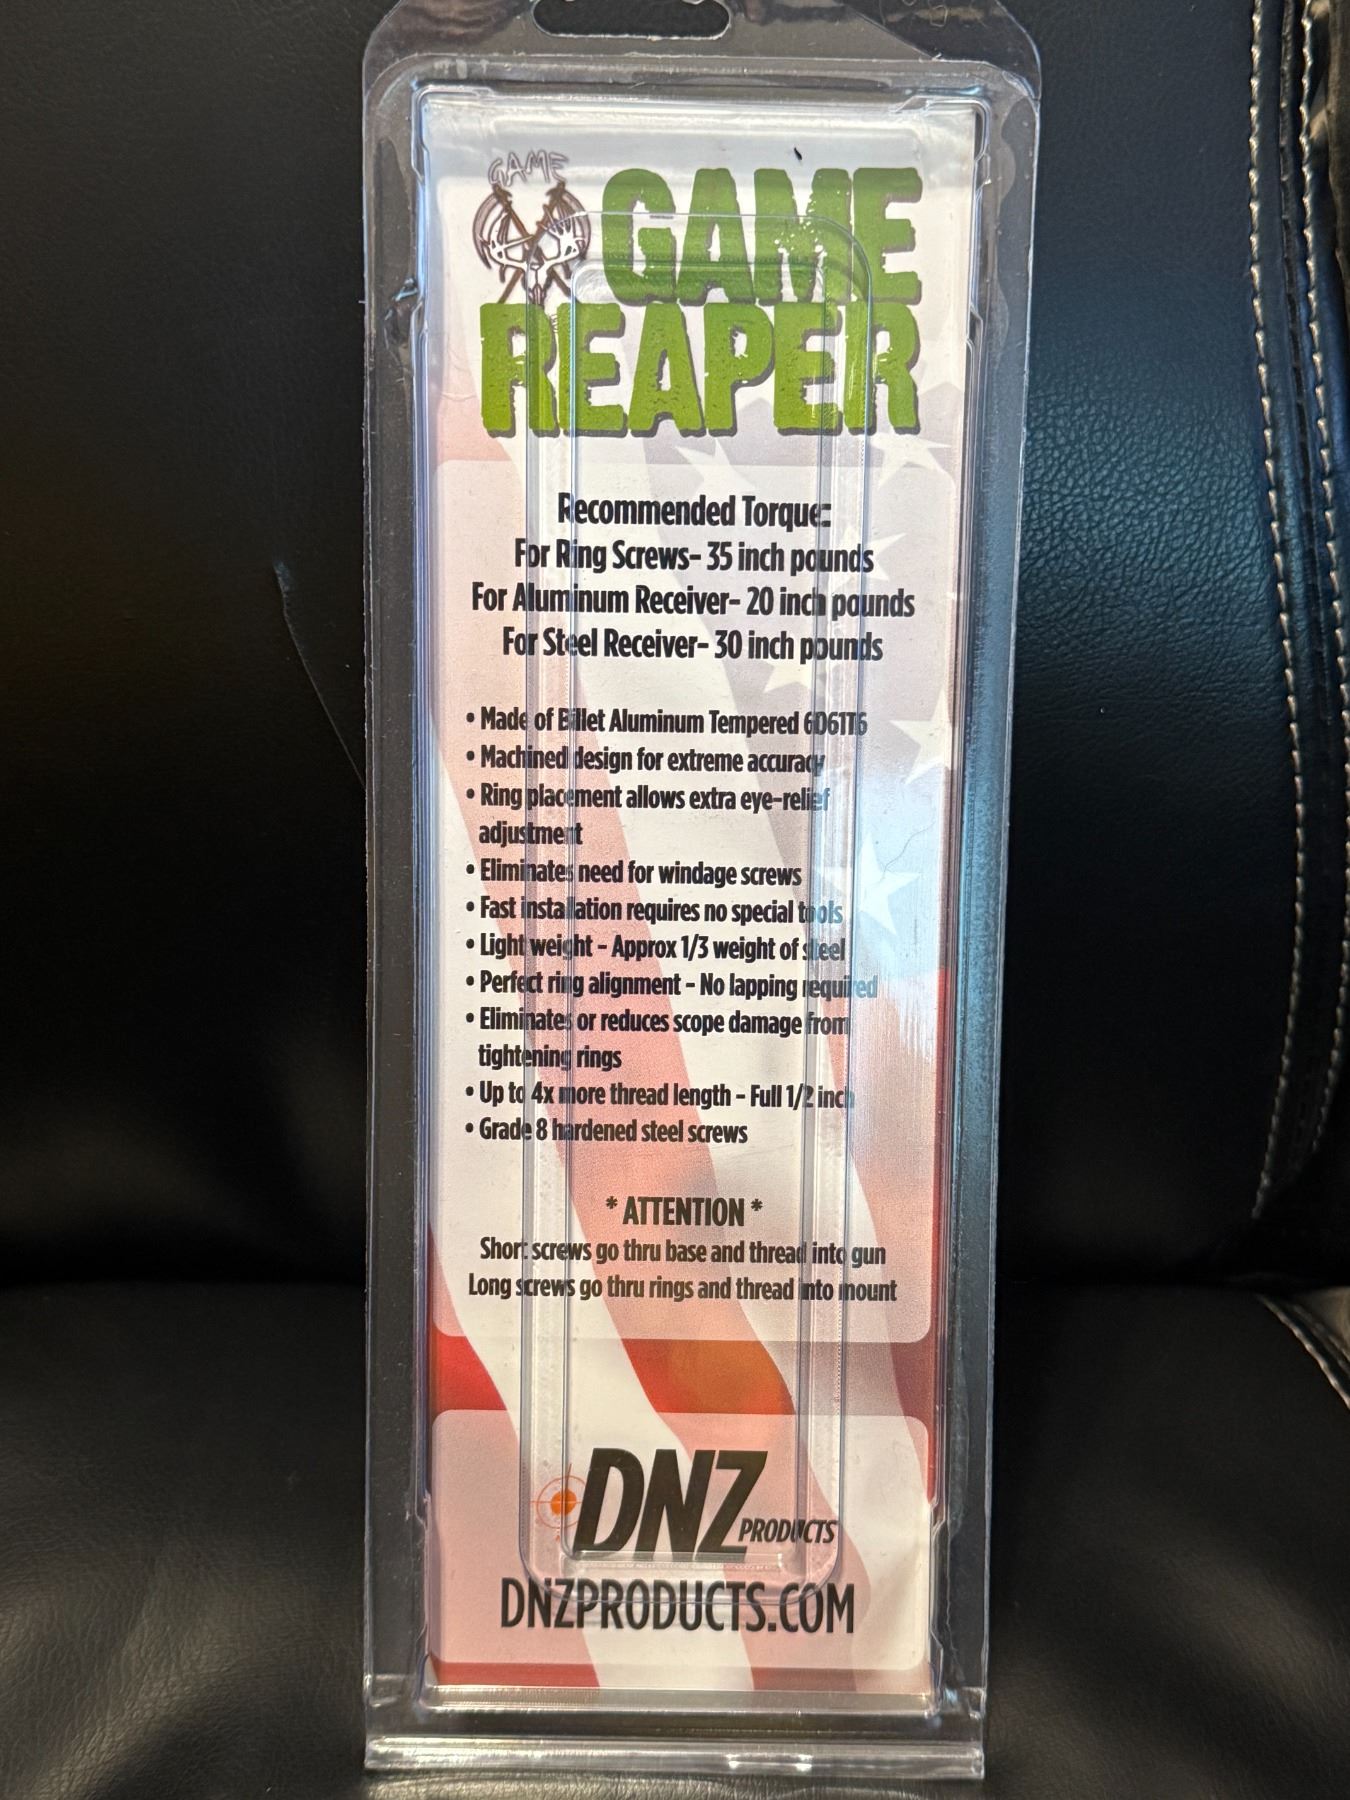 GAME
GAME
REAPER
Recommended Torque:
For Ring Screws- 35 inch pounds
For Aluminum Receiver- 20 inch pounds
For Steel Receiver- 30 inch pounds
• Made of Billet Aluminum Tempered 6061T6
• Machined design for extreme accuracy
• Ring placement allows extra eye-relief
adjustment
• Eliminates need for windage screws
• Fast installation requires no special tools
• Light weight - Approx 1/3 weight of steel
• Perfect ring alignment - No lapping required
• Eliminates or reduces scope damage from
tightening rings
• Up to 4x more thread length - Full 1/2 inch
• Grade 8 hardened steel screws
* ATTENTION *
Short screws go thru base and thread into gun
Long screws go thru rings and thread into mount
DNZ PRODUCTS
DNZPRODUCTS.COM